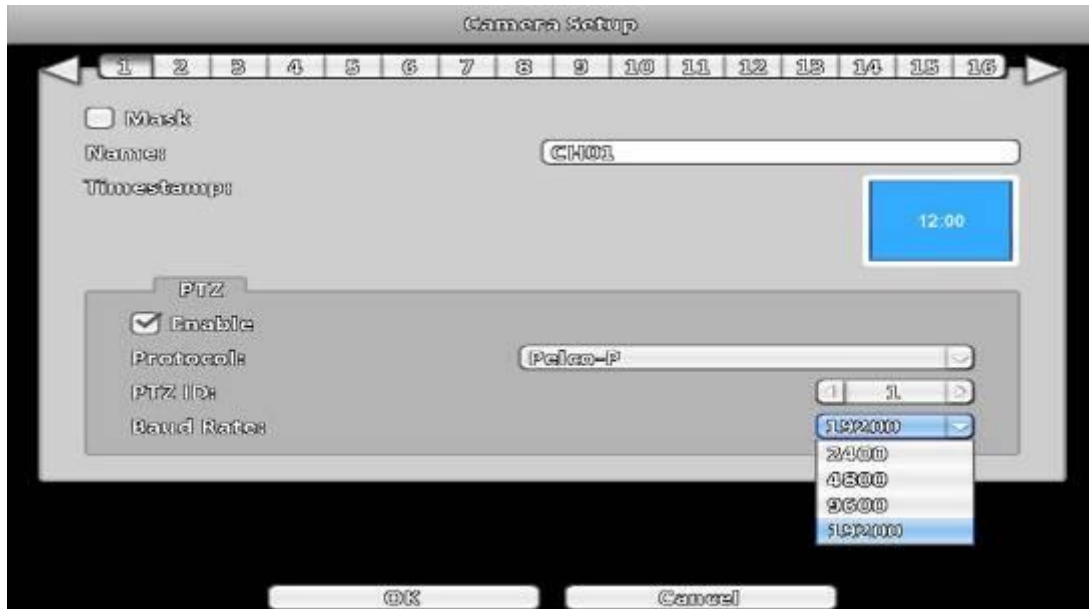 Camera Setup
1 2 3 4 5 6 7 8 9 10 11 12 13 14 15 16
Mask
Name: CH01
Timestamp:
12:00
PTZ
Enable
Protocol: Pelco-P
PTZ ID: 1
Baud Rate: 19200
2400
4800
9600
19200
OK Cancel